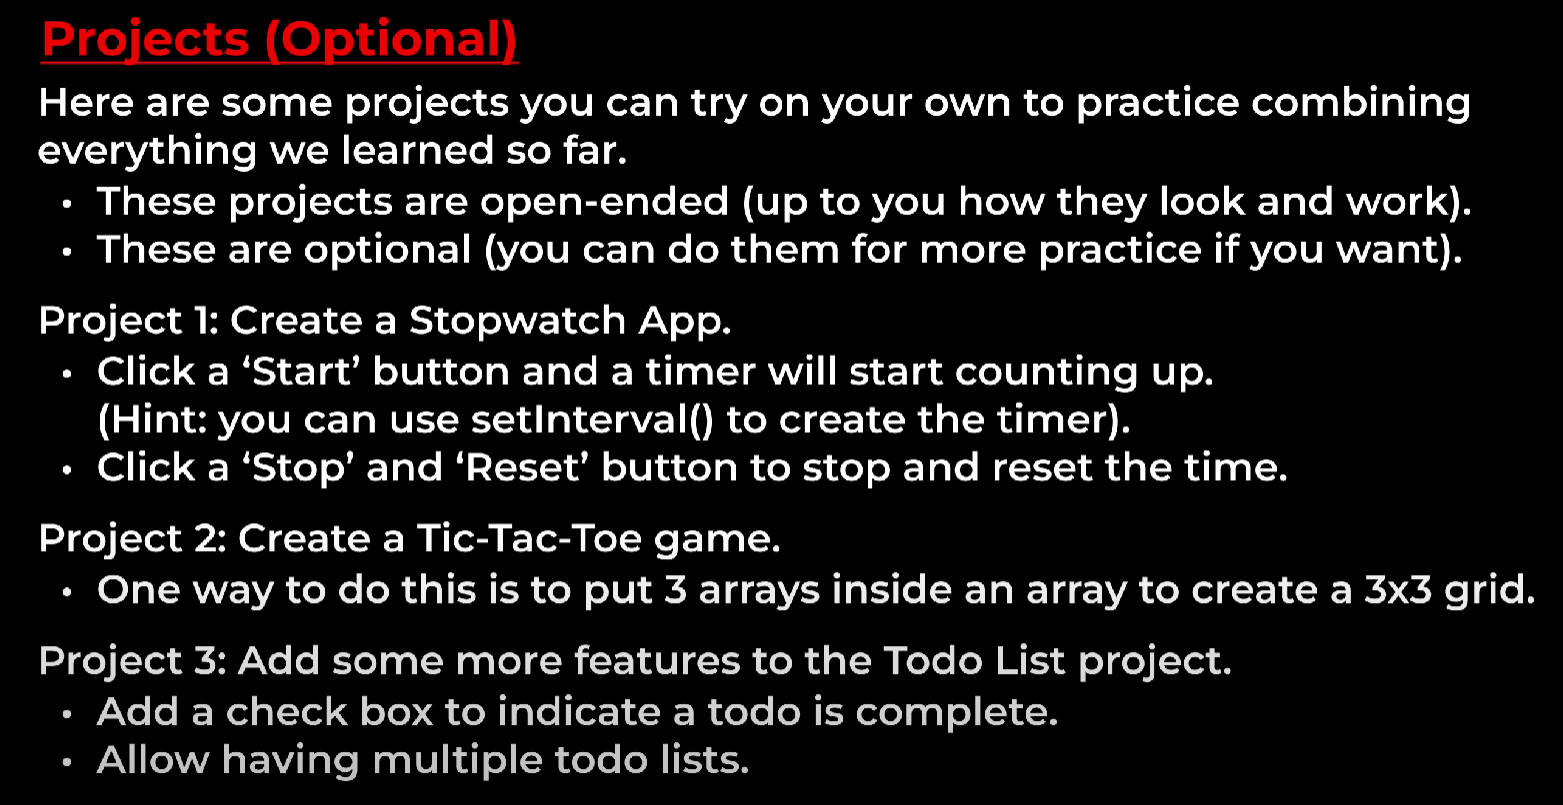 Projects (Optional)
Here are some projects you can try on your own to practice combining
everything we learned so far.
• These projects are open-ended (up to you how they look and work).
• These are optional (you can do them for more practice if you want).
Project 1: Create a Stopwatch App.
• Click a ‘Start’ button and a timer will start counting up.
(Hint: you can use setInterval() to create the timer).
• Click a ‘Stop’ and ‘Reset’ button to stop and reset the time.
Project 2: Create a Tic-Tac-Toe game.
• One way to do this is to put 3 arrays inside an array to create a 3x3 grid.
Project 3: Add some more features to the Todo List project.
• Add a check box to indicate a todo is complete.
• Allow having multiple todo lists.